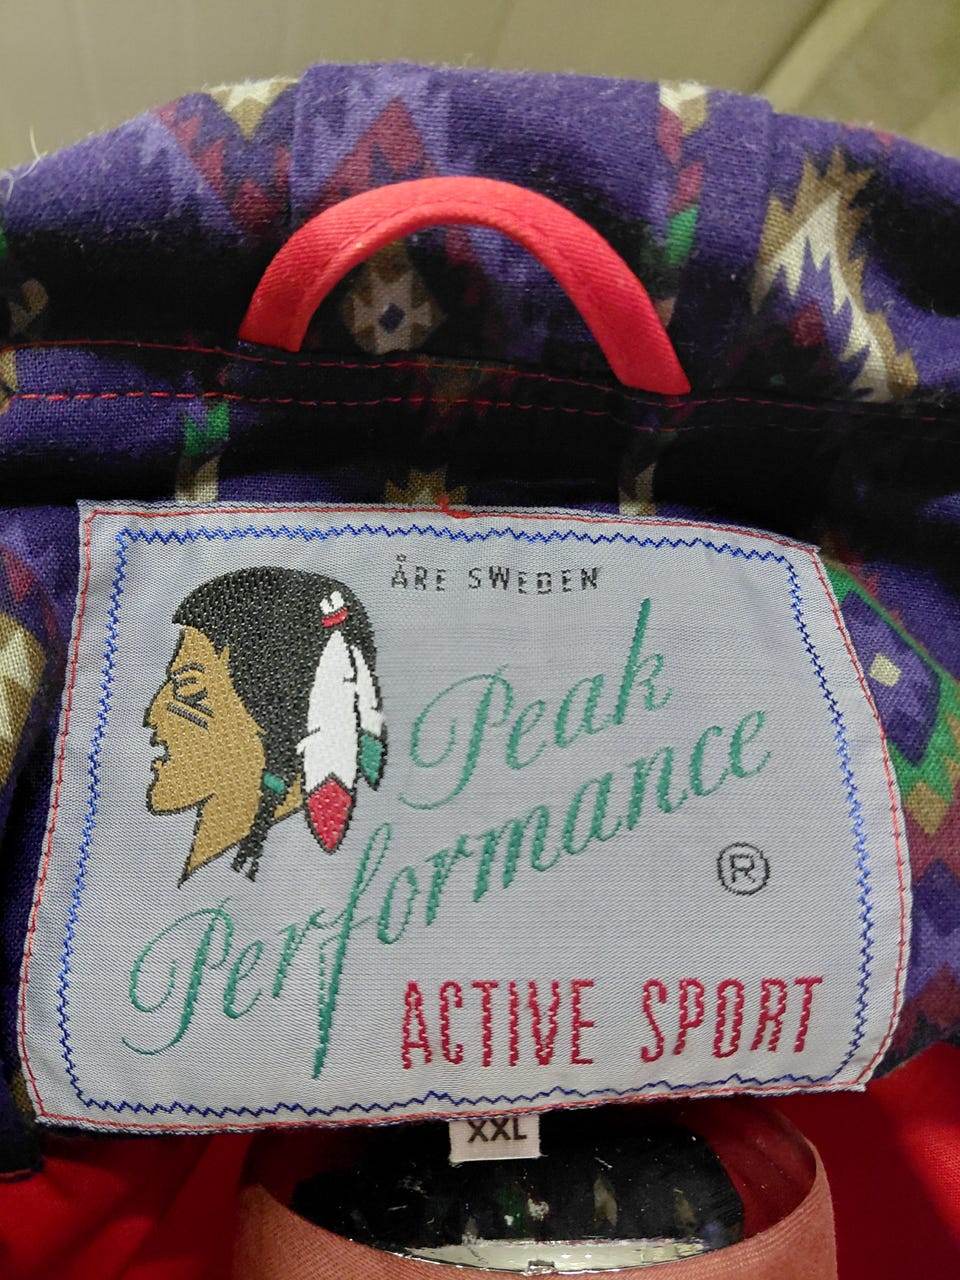 ÅRE SWEDEN
Peak
Performance
®
ACTIVE SPORT
XXL